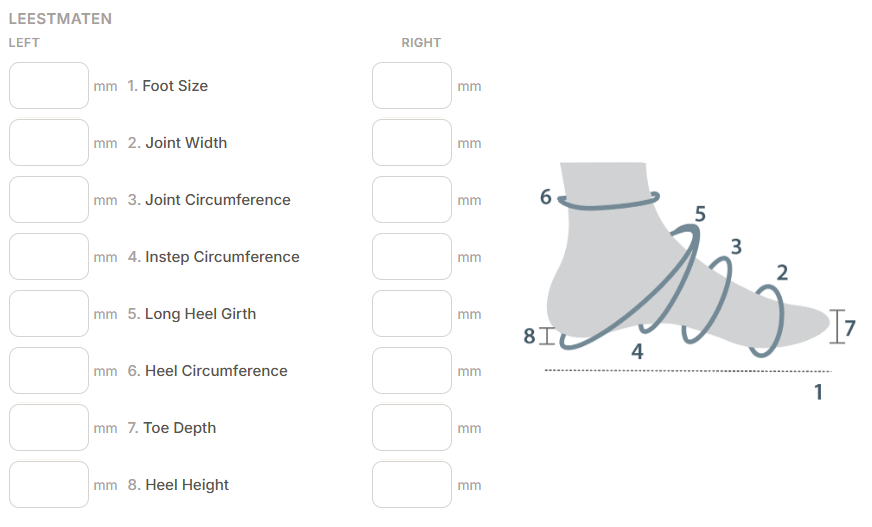 LEESTMATEN
LEFT RIGHT
mm 1. Foot Size mm
mm 2. Joint Width mm
mm 3. Joint Circumference mm
mm 4. Instep Circumference mm
mm 5. Long Heel Girth mm
mm 6. Heel Circumference mm
mm 7. Toe Depth mm
mm 8. Heel Height mm
6
5
3
2
7
8
4
1